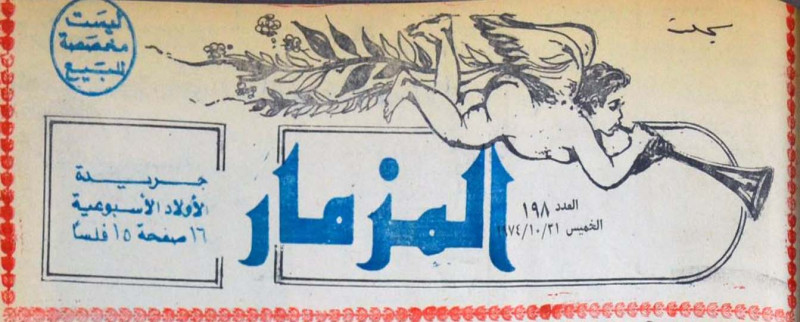 ليست
مخصصة
للبيع
المزمار
العدد ١٩٨
الخميس ١٩٧٤/١٠/٣١
جريدة
الأولاد الأسبوعية
١٦ صفحة ١٥ فلسا